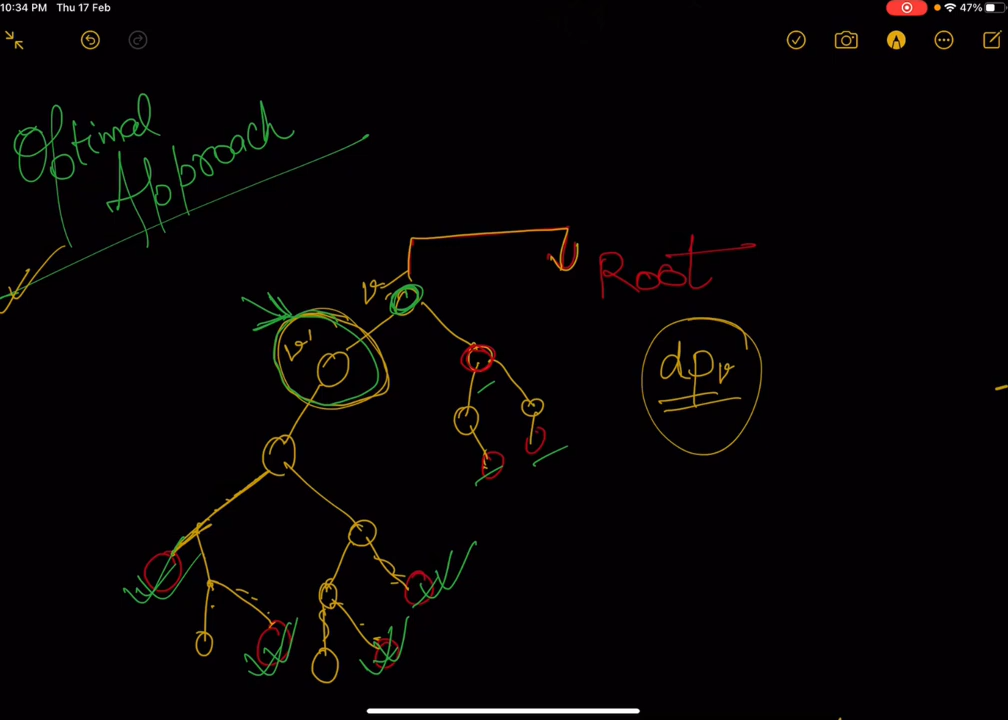 10:34 PM Thu 17 Feb
47%
Optimal
Approach
Root
v
v'
dpv